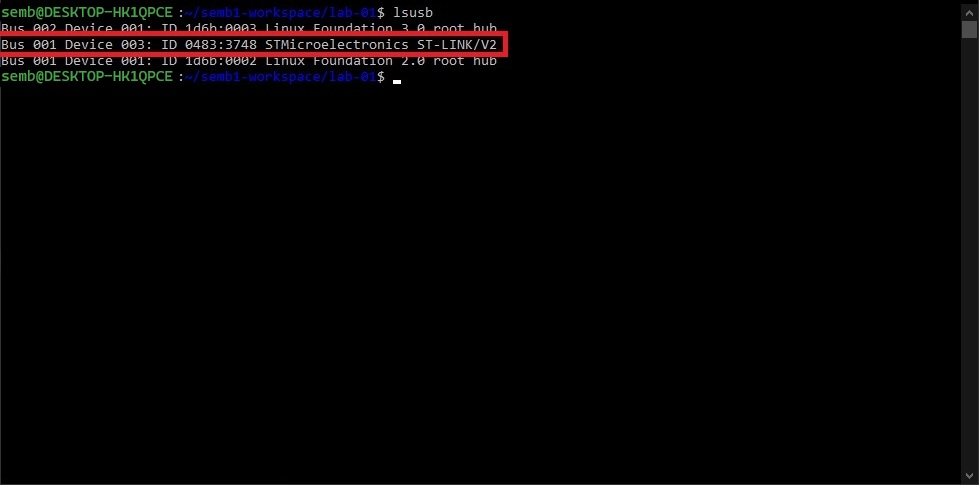 semb@DESKTOP-HK1QPCE:~/semb1-workspace/lab-01$ lsusb
Bus 002 Device 001: ID 1d6b:0003 Linux Foundation 3.0 root hub
Bus 001 Device 003: ID 0483:3748 STMicroelectronics ST-LINK/V2
Bus 001 Device 001: ID 1d6b:0002 Linux Foundation 2.0 root hub
semb@DESKTOP-HK1QPCE:~/semb1-workspace/lab-01$